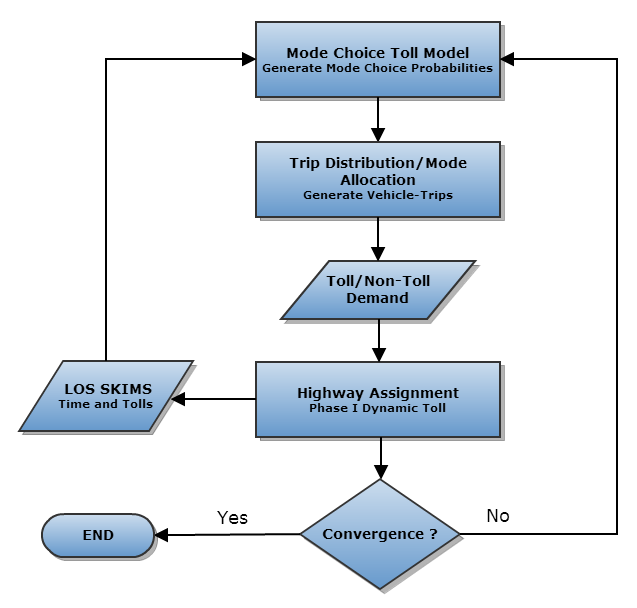 Mode Choice Toll Model
Generate Mode Choice Probabilities
Trip Distribution/Mode
Allocation
Generate Vehicle-Trips
Toll/Non-Toll
Demand
LOS SKIMS
Time and Tolls
Highway Assignment
Phase I Dynamic Toll
Yes
No
END
Convergence ?